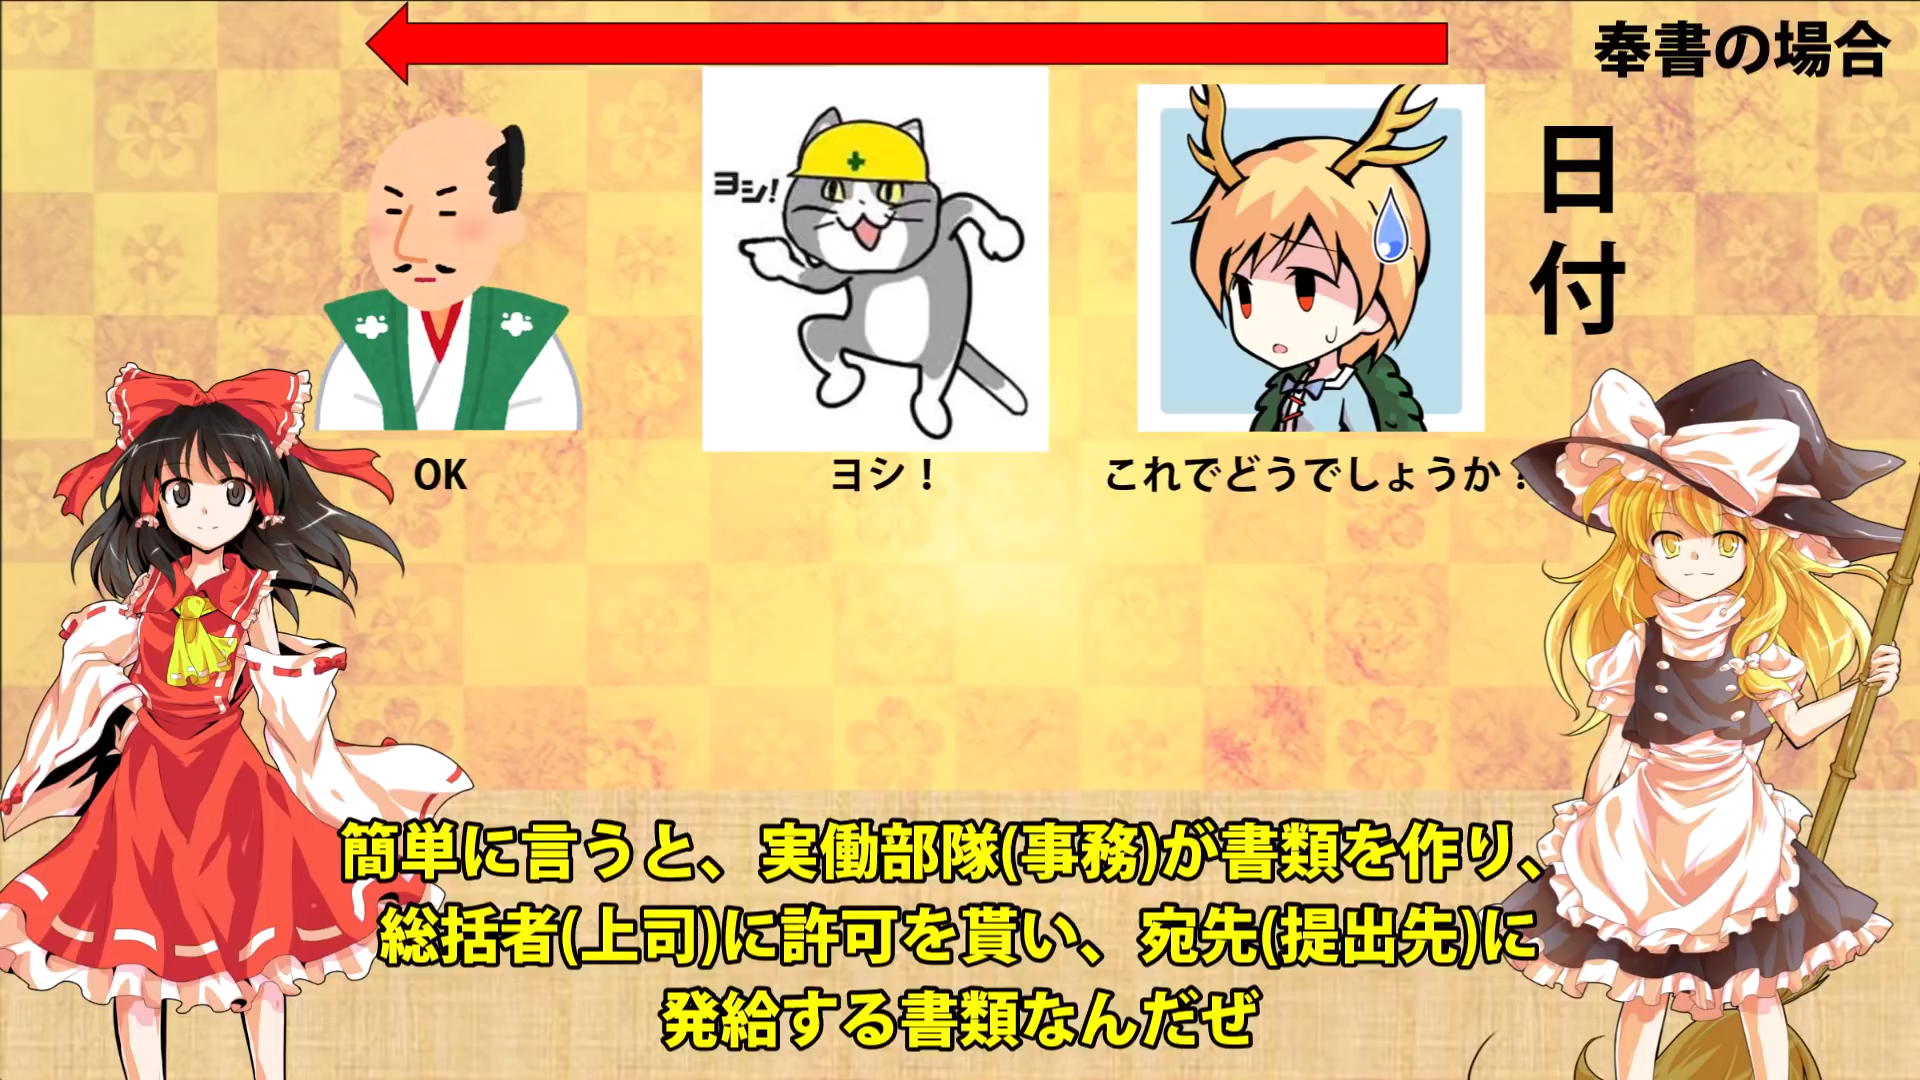 奉書の場合
日付
ヨシ!
OK
ヨシ！
これでどうでしょうか？
簡単に言うと、実働部隊(事務)が書類を作り、
総括者(上司)に許可を貰い、宛先(提出先)に
発給する書類なんだぜ